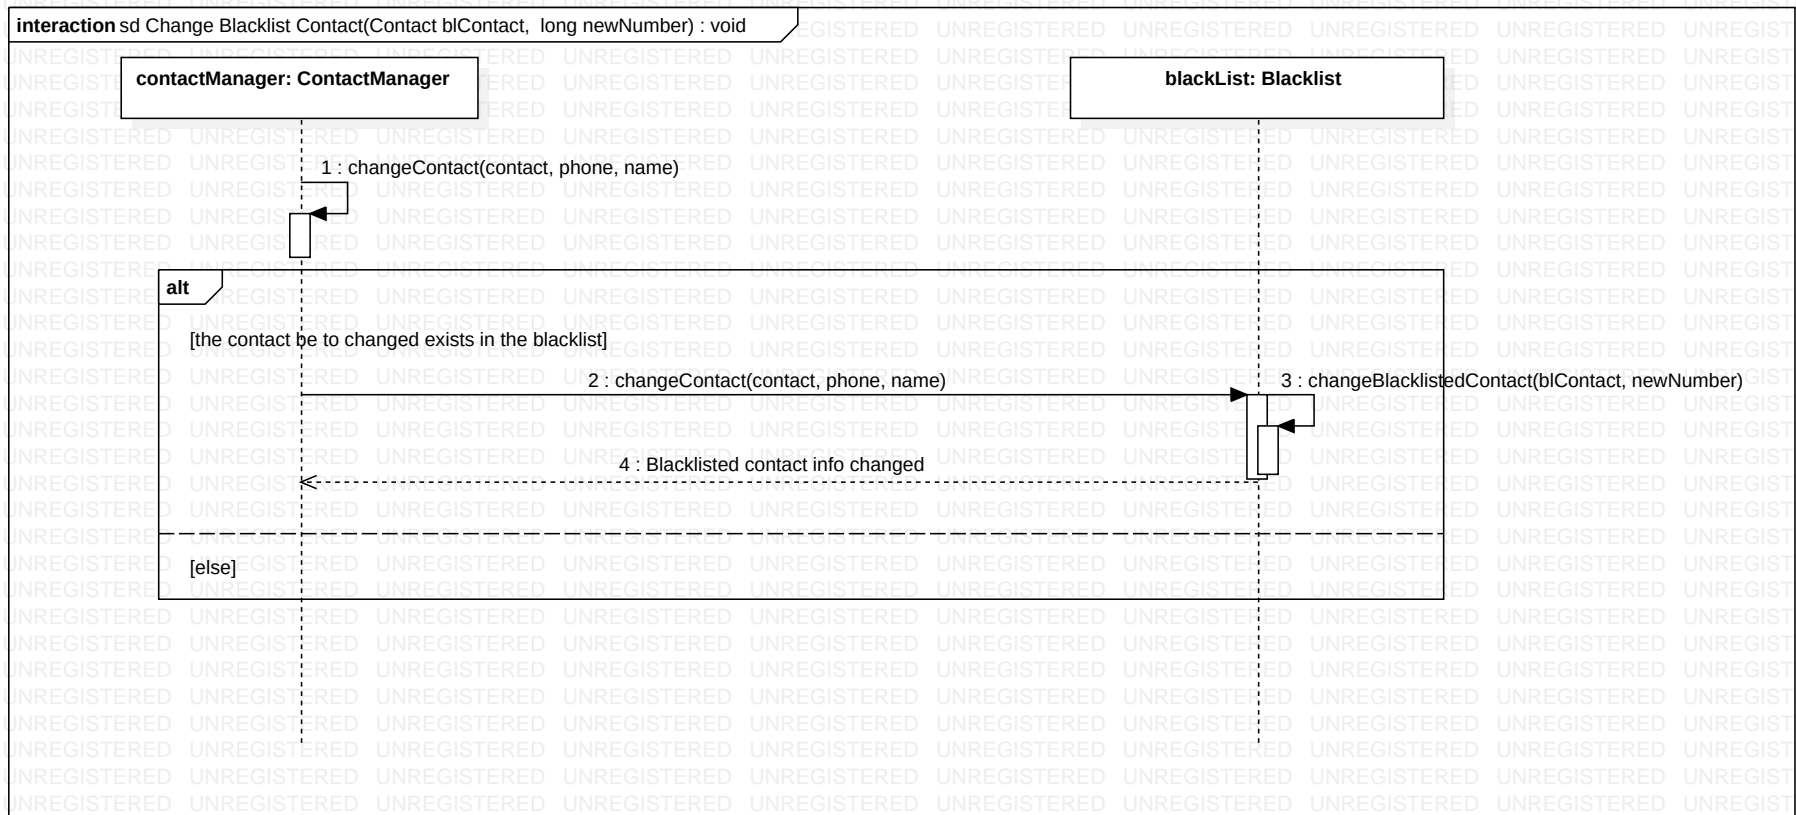 interaction sd Change Blacklist Contact(Contact blContact,  long newNumber) : void
contactManager: ContactManager
blackList: Blacklist
1 : changeContact(contact, phone, name)
alt
[the contact be to changed exists in the blacklist]
2 : changeContact(contact, phone, name)
3 : changeBlacklistedContact(blContact, newNumber)
4 : Blacklisted contact info changed
[else]
UNREGISTERED